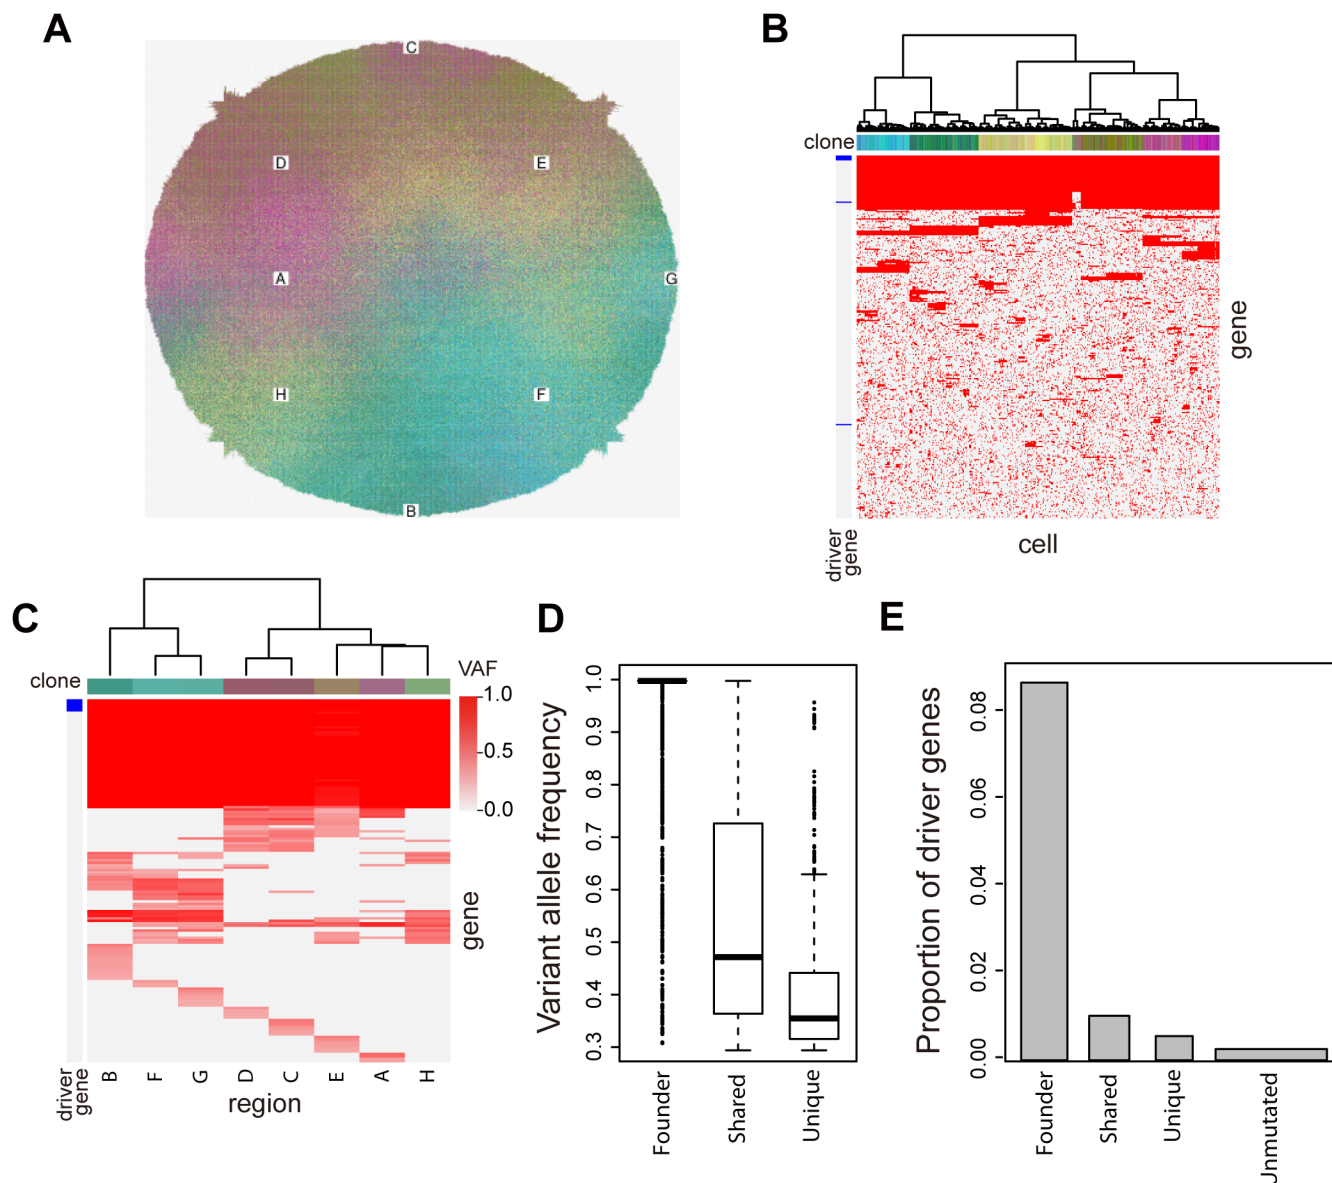 A
C
D
E
A
G
H
F
B
B
clone
gene
driver
gene
cell
C
VAF
clone
1.0
0.5
0.0
gene
driver
gene
B F G D C E A H
region
D
Variant allele frequency
1.0
0.9
0.8
0.7
0.6
0.5
0.4
0.3
Founder
Shared
Unique
E
Proportion of driver genes
0.08
0.06
0.04
0.02
0.00
Founder
Shared
Unique
Unmutated